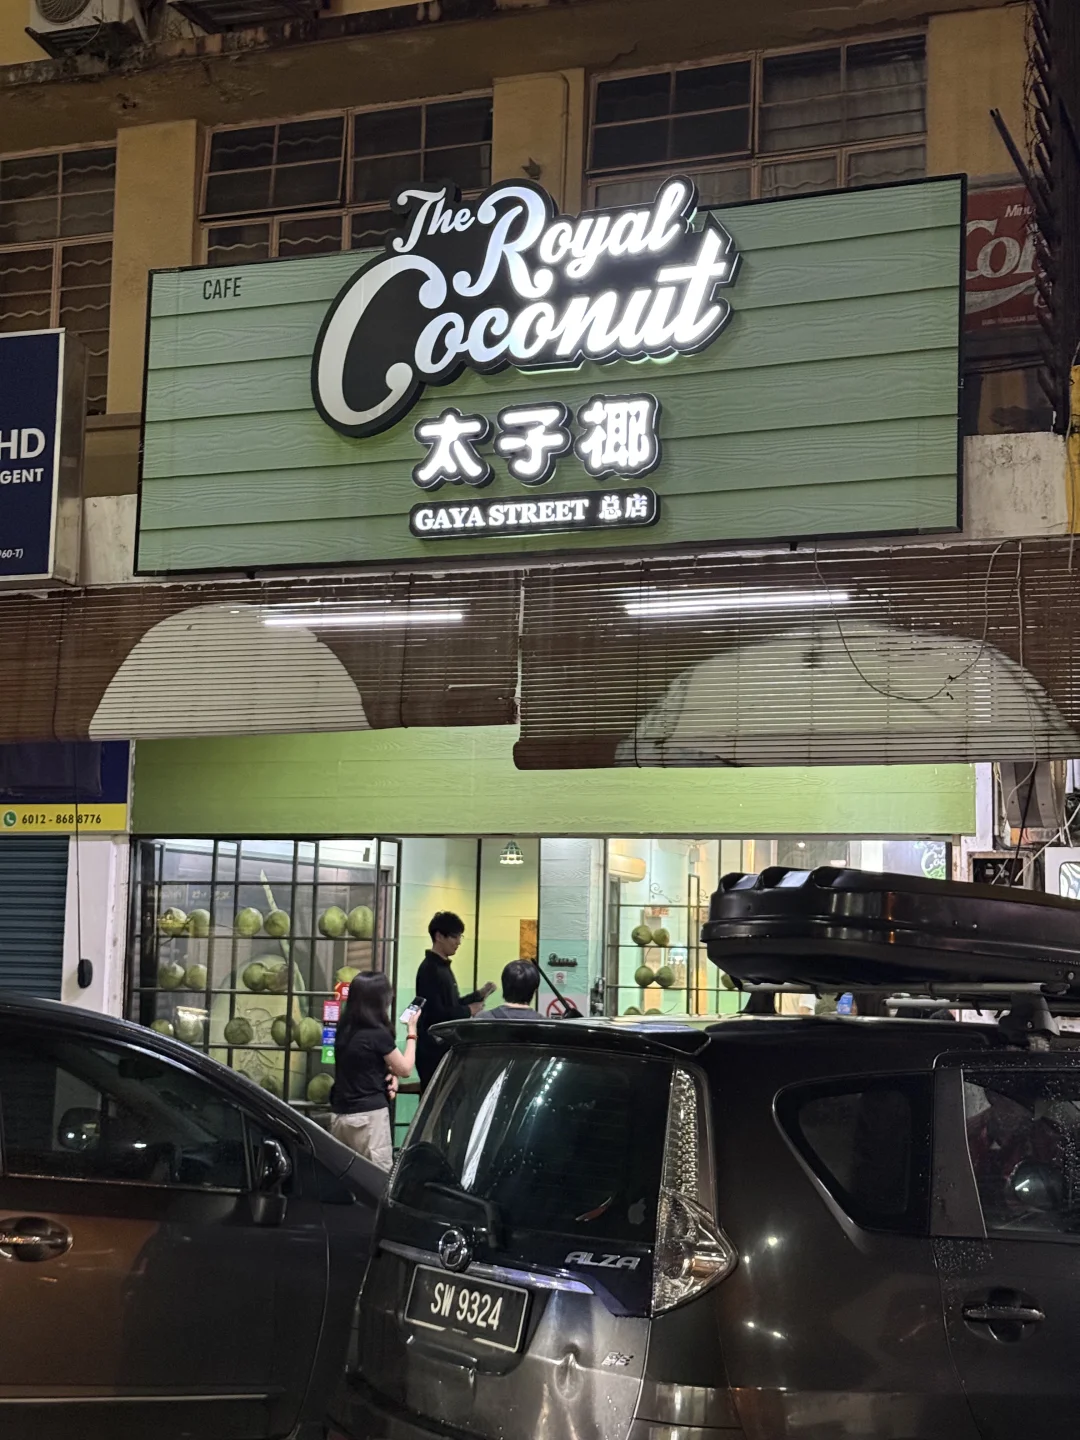 CAFE
The Royal
Coconut
太子椰
GAYA STREET 总店
HD
GENT
60-T)
6012 - 868 8776
ALZA
SW 9324